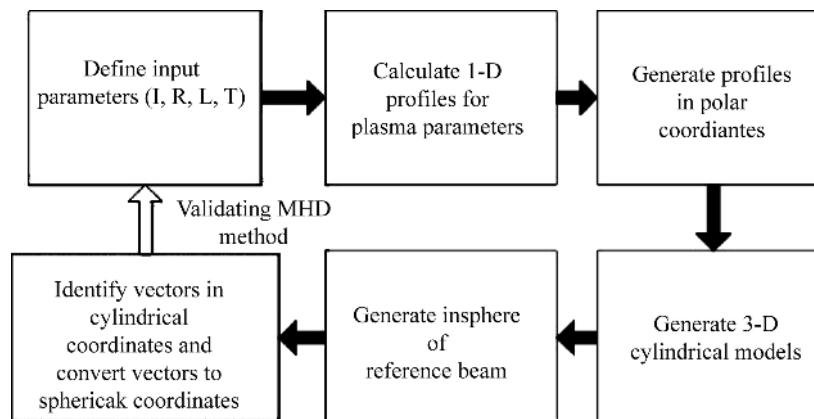 Define input
parameters (I, R, L, T)
Calculate 1-D
profiles for
plasma parameters
Generate profiles
in polar
coordiantes
Generate 3-D
cylindrical models
Generate insphere
of
reference beam
Identify vectors in
cylindrical
coordinates and
convert vectors to
sphericak coordinates
Validating MHD
method